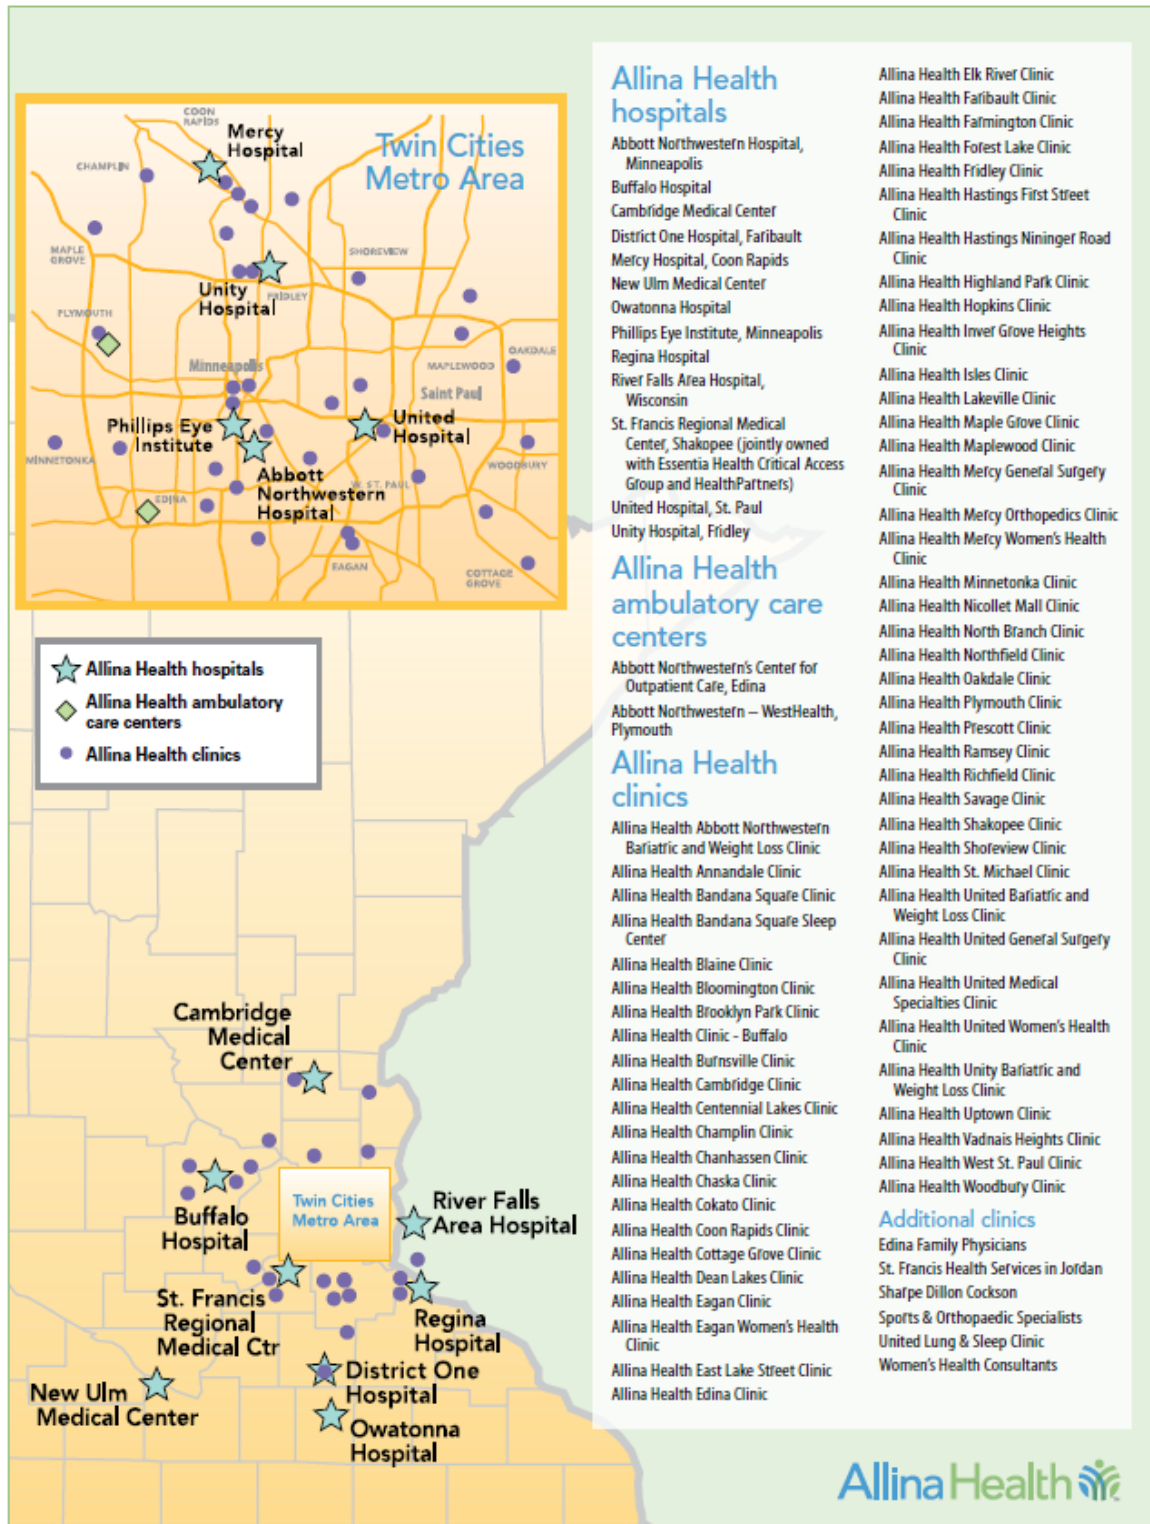 COON
RAPIDS
Mercy
Hospital
Twin Cities
Metro Area
CHAMPLIN
MAPLE
GROVE
SHOREVIEW
Unity
Hospital
FRIDLEY
PLYMOUTH
OAKDALE
Minneapolis
MAPLEWOOD
Saint Paul
Phillips Eye
Institute
United
Hospital
MINNETONKA
WOODBURY
Abbott
Northwestern
Hospital
W. ST. PAUL
EDINA
EAGAN
COTTAGE
GROVE
Allina Health hospitals
Allina Health ambulatory
care centers
Allina Health clinics
Cambridge
Medical
Center
Twin Cities
Metro Area
River Falls
Area Hospital
Buffalo
Hospital
St. Francis
Regional
Medical Ctr
Regina
Hospital
District One
Hospital
New Ulm
Medical Center
Owatonna
Hospital
Allina Health
hospitals
Abbott Northwestern Hospital,
Minneapolis
Buffalo Hospital
Cambridge Medical Center
District One Hospital, Faribault
Mercy Hospital, Coon Rapids
New Ulm Medical Center
Owatonna Hospital
Phillips Eye Institute, Minneapolis
Regina Hospital
River Falls Area Hospital,
Wisconsin
St. Francis Regional Medical
Center, Shakopee (jointly owned
with Essentia Health Critical Access
Group and HealthPartners)
United Hospital, St. Paul
Unity Hospital, Fridley
Allina Health
ambulatory care
centers
Abbott Northwestern's Center for
Outpatient Care, Edina
Abbott Northwestern – WestHealth,
Plymouth
Allina Health
clinics
Allina Health Abbott Northwestern
Bariatric and Weight Loss Clinic
Allina Health Annandale Clinic
Allina Health Bandana Square Clinic
Allina Health Bandana Square Sleep
Center
Allina Health Blaine Clinic
Allina Health Bloomington Clinic
Allina Health Brooklyn Park Clinic
Allina Health Clinic - Buffalo
Allina Health Burnsville Clinic
Allina Health Cambridge Clinic
Allina Health Centennial Lakes Clinic
Allina Health Champlin Clinic
Allina Health Chanhassen Clinic
Allina Health Chaska Clinic
Allina Health Cokato Clinic
Allina Health Coon Rapids Clinic
Allina Health Cottage Grove Clinic
Allina Health Dean Lakes Clinic
Allina Health Eagan Clinic
Allina Health Eagan Women's Health
Clinic
Allina Health East Lake Street Clinic
Allina Health Edina Clinic
Allina Health Elk River Clinic
Allina Health Faribault Clinic
Allina Health Farmington Clinic
Allina Health Forest Lake Clinic
Allina Health Fridley Clinic
Allina Health Hastings First Street
Clinic
Allina Health Hastings Nininger Road
Clinic
Allina Health Highland Park Clinic
Allina Health Hopkins Clinic
Allina Health Inver Grove Heights
Clinic
Allina Health Isles Clinic
Allina Health Lakeville Clinic
Allina Health Maple Grove Clinic
Allina Health Maplewood Clinic
Allina Health Mercy General Surgery
Clinic
Allina Health Mercy Orthopedics Clinic
Allina Health Mercy Women's Health
Clinic
Allina Health Minnetonka Clinic
Allina Health Nicollet Mall Clinic
Allina Health North Branch Clinic
Allina Health Northfield Clinic
Allina Health Oakdale Clinic
Allina Health Plymouth Clinic
Allina Health Prescott Clinic
Allina Health Ramsey Clinic
Allina Health Richfield Clinic
Allina Health Savage Clinic
Allina Health Shakopee Clinic
Allina Health Shoreview Clinic
Allina Health St. Michael Clinic
Allina Health United Bariatric and
Weight Loss Clinic
Allina Health United General Surgery
Clinic
Allina Health United Medical
Specialties Clinic
Allina Health United Women's Health
Clinic
Allina Health Unity Bariatric and
Weight Loss Clinic
Allina Health Uptown Clinic
Allina Health Vadnais Heights Clinic
Allina Health West St. Paul Clinic
Allina Health Woodbury Clinic
Additional clinics
Edina Family Physicians
St. Francis Health Services in Jordan
Sharpe Dillon Cockson
Sports & Orthopaedic Specialists
United Lung & Sleep Clinic
Women's Health Consultants
Allina Health